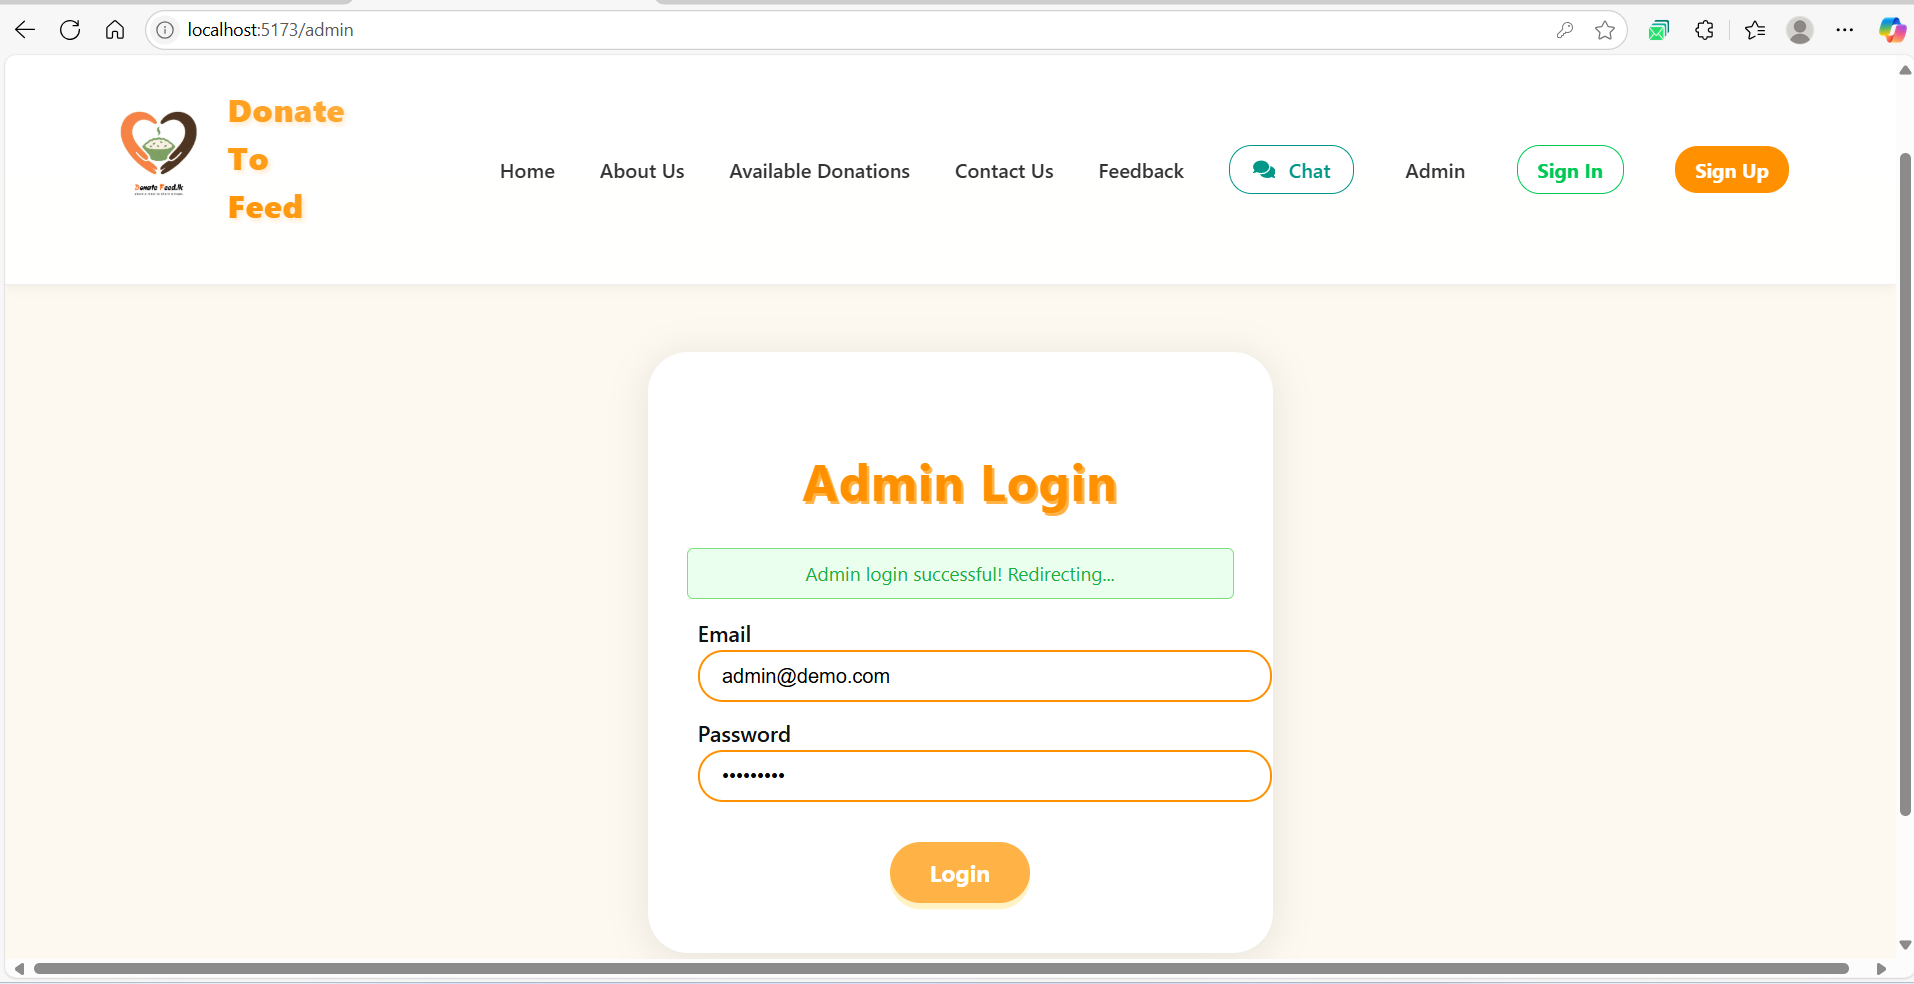 localhost:5173/admin
Donate
To
Feed
Donate Feed.lk
Home
About Us
Available Donations
Contact Us
Feedback
Chat
Admin
Sign In
Sign Up
Admin Login
Admin login successful! Redirecting...
Email
admin@demo.com
Password
•••••••••
Login